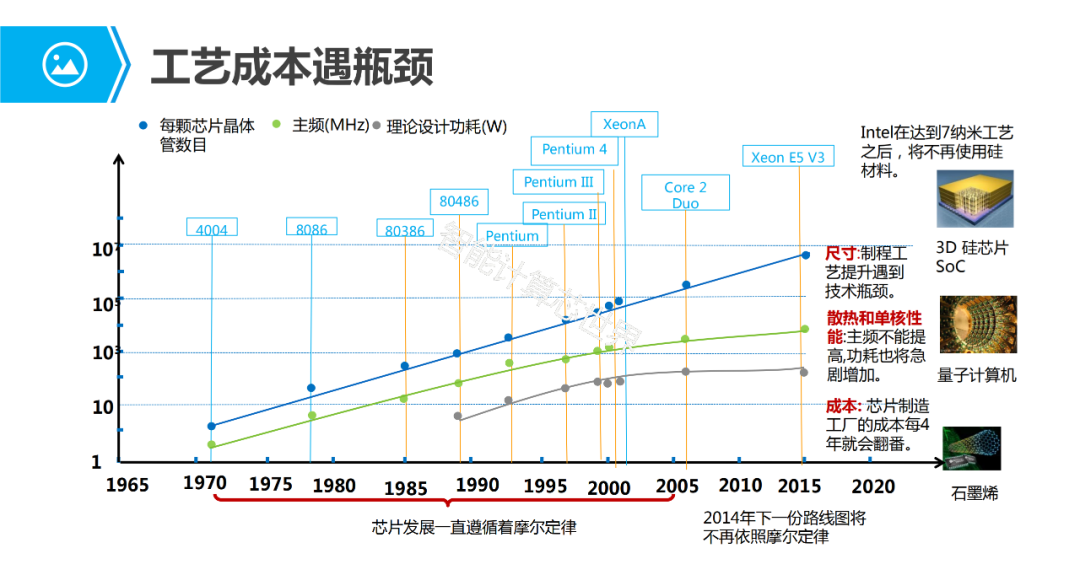 工艺成本遇瓶颈
每颗芯片晶体
管数目
主频(MHz)
理论设计功耗(W)
XeonA
Pentium 4
Pentium III
Xeon E5 V3
Core 2
Duo
80486
Pentium II
4004
8086
80386
Pentium
智能计算芯世界
Intel在达到7纳米工艺
之后，将不再使用硅
材料。
3D 硅芯片
SoC
量子计算机
石墨烯
尺寸:制程工
艺提升遇到
技术瓶颈。
散热和单核性
能:主频不能提
高,功耗也将急
剧增加。
成本: 芯片制造
工厂的成本每4
年就会翻番。
10⁷
10⁵
10³
10
1
1965 1970 1975 1980 1985 1990 1995 2000 2005 2010 2015 2020
芯片发展一直遵循着摩尔定律
2014年下一份路线图将
不再依照摩尔定律